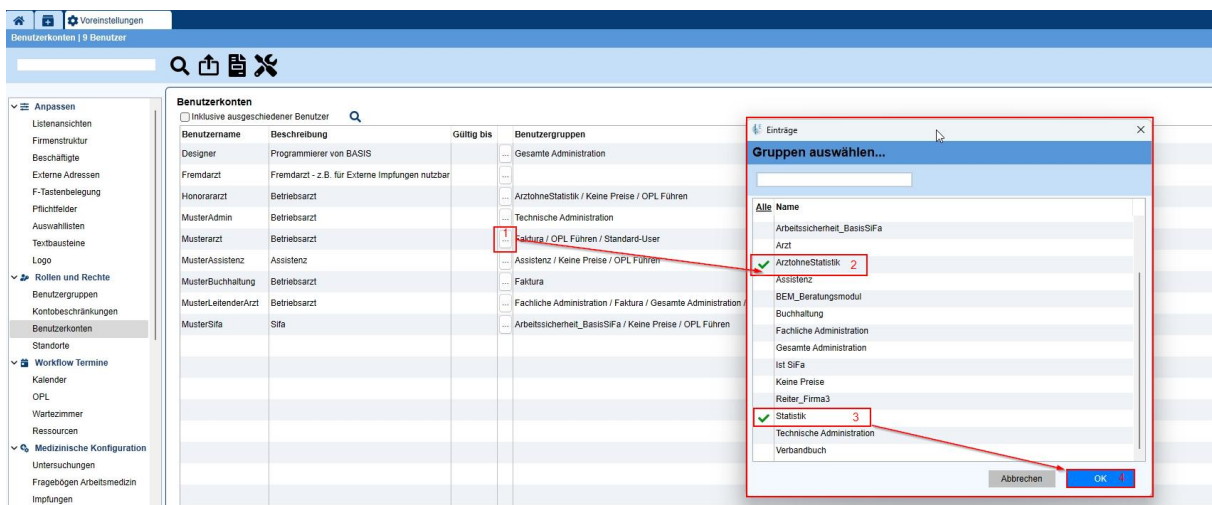 Voreinstellungen
Benutzerkonten | 9 Benutzer
Anpassen
Listenansichten
Firmenstruktur
Beschäftigte
Externe Adressen
F-Tastenbelegung
Pflichtfelder
Auswahllisten
Textbausteine
Logo
Rollen und Rechte
Benutzergruppen
Kontobeschränkungen
Benutzerkonten
Standorte
Workflow Termine
Kalender
OPL
Wartezimmer
Ressourcen
Medizinische Konfiguration
Untersuchungen
Fragebögen Arbeitsmedizin
Impfungen
Benutzerkonten
Inklusive ausgeschiedener Benutzer
Benutzername Beschreibung Gültig bis Benutzergruppen
Designer Programmierer von BASIS ... Gesamte Administration
Fremdarzt Fremdarzt - z.B. für Externe Impfungen nutzbar ...
Honorararzt Betriebsarzt ... ArztohneStatistik / Keine Preise / OPL Führen
MusterAdmin Betriebsarzt ... Technische Administration
Musterarzt Betriebsarzt 1 ... Faktura / OPL Führen / Standard-User
MusterAssistenz Assistenz ... Assistenz / Keine Preise / OPL Führen
MusterBuchhaltung Betriebsarzt ... Faktura
MusterLeitenderArzt Betriebsarzt ... Fachliche Administration / Faktura / Gesamte Administration /
MusterSifa Sifa ... Arbeitssicherheit_BasisSiFa / Keine Preise / OPL Führen
Einträge
Gruppen auswählen...
Alle Name
Arbeitssicherheit_BasisSiFa
Arzt
ArztohneStatistik 2
Assistenz
BEM_Beratungsmodul
Buchhaltung
Fachliche Administration
Gesamte Administration
Ist SiFa
Keine Preise
Reiter_Firma3
Statistik 3
Technische Administration
Verbandbuch
Abbrechen OK 4